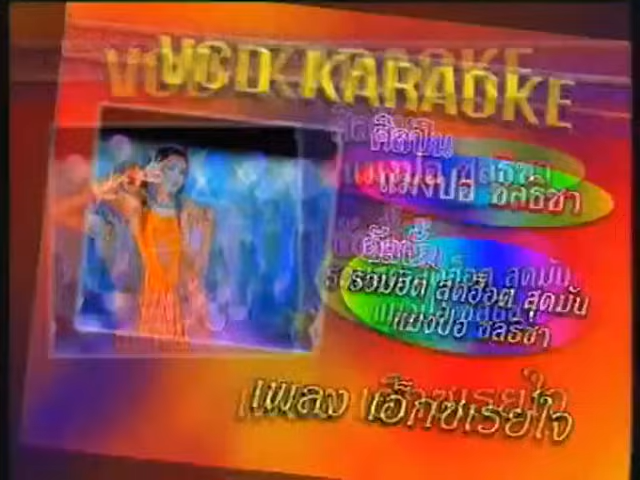 VCD KARAOKE
ศิลปิน
แมงปอ ชลธิชา
อัลบั้ม
รวมฮิต สุดฮ็อต สุดมัน
แมงปอ ชลธิชา
เพลง เอ็กซเรย์ใจ